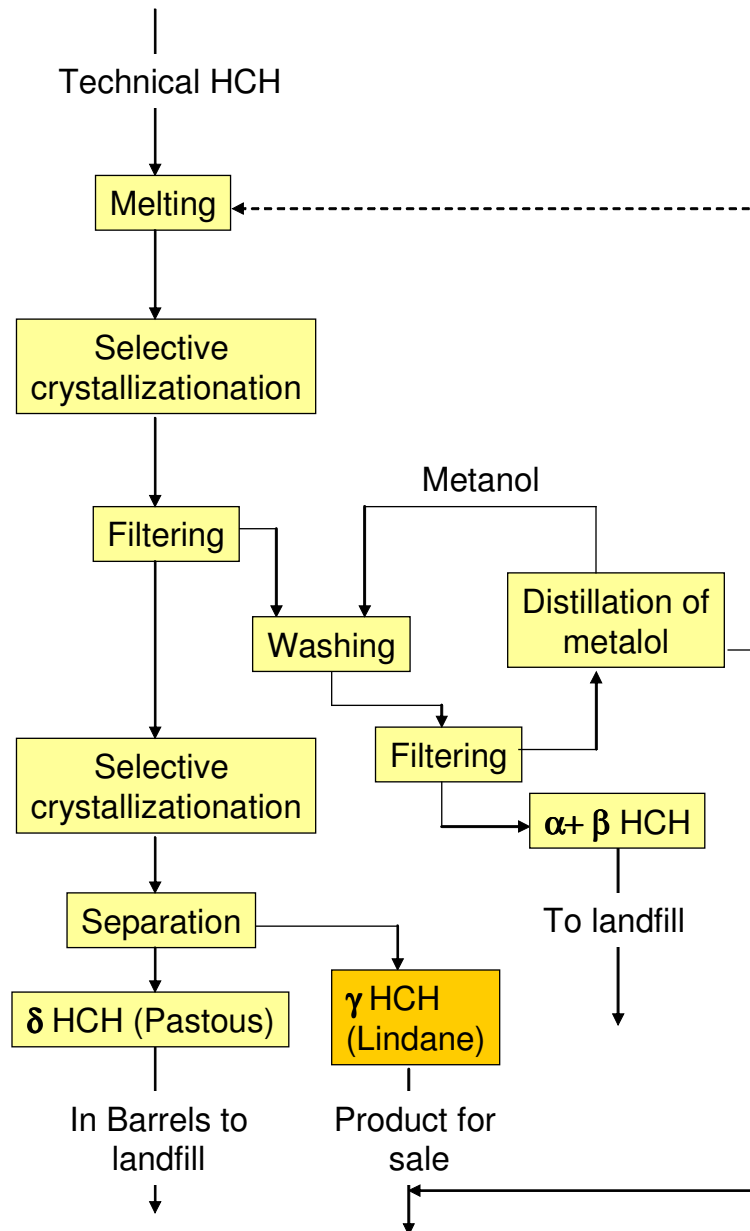 Technical HCH
Melting
Selective
crystallizationation
Metanol
Filtering
Distillation of
metalol
Washing
Filtering
Selective
crystallizationation
α+ β HCH
Separation
To landfill
δ HCH (Pastous)
γ HCH
(Lindane)
In Barrels to
landfill
Product for
sale